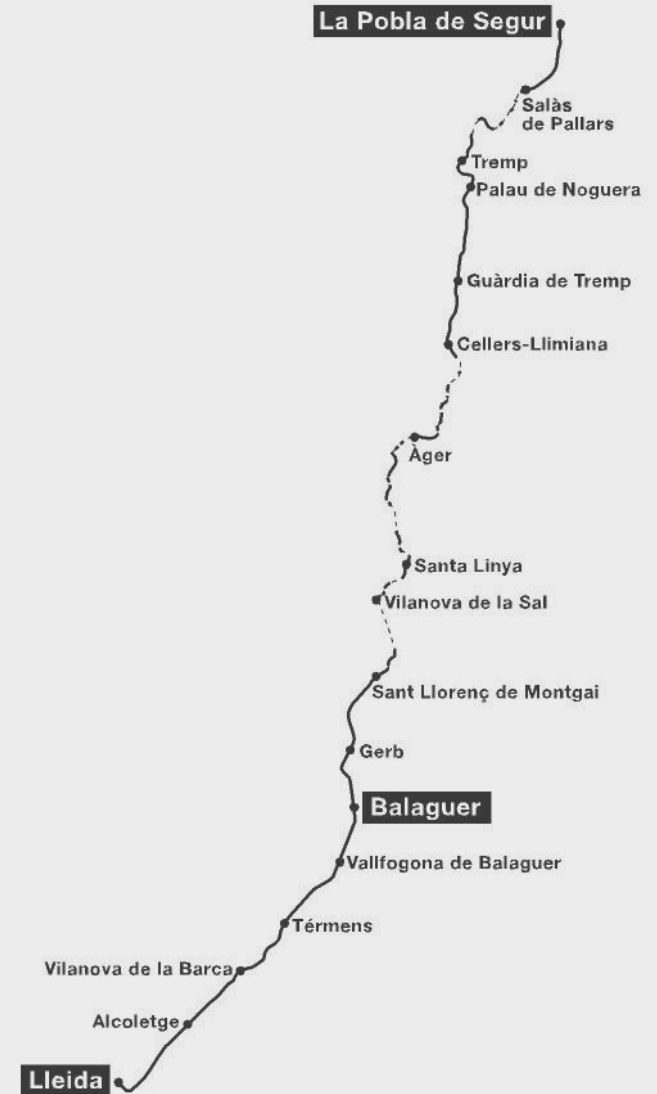 La Pobla de Segur
Salàs
de Pallars
Tremp
Palau de Noguera
Guàrdia de Tremp
Cellers-Llimiana
Àger
Santa Linya
Vilanova de la Sal
Sant Llorenç de Montgai
Gerb
Balaguer
Vallfogona de Balaguer
Térmens
Vilanova de la Barca
Alcoletge
Lleida